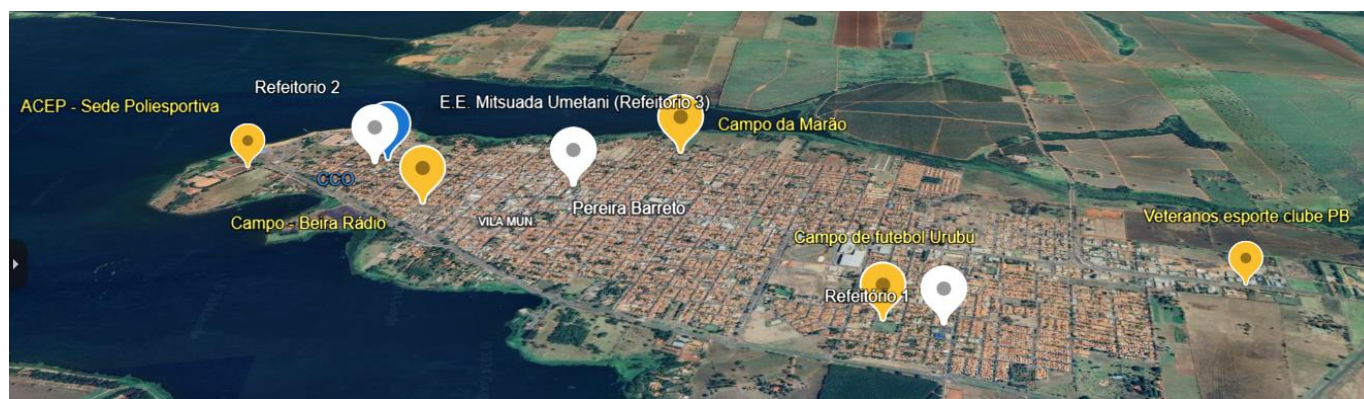 Refeitorio 2
ACEP - Sede Poliesportiva
E.E. Mitsuada Umetani (Refeitorio 3)
Campo da Marão
CCO
Campo - Beira Rádio
VILA MUN
Pereira Barreto
Veteranos esporte clube PB
Campo de futebol Urubu
Refeitório 1